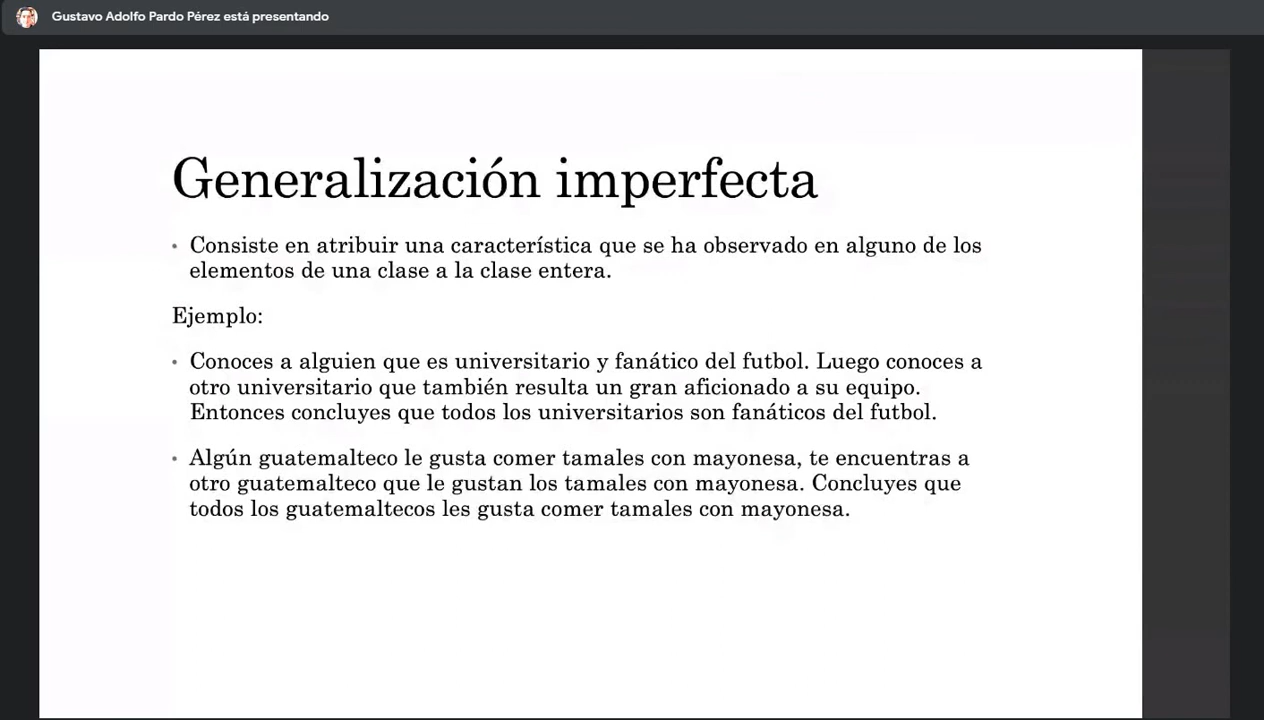 Gustavo Adolfo Pardo Pérez está presentando
Generalización imperfecta
• Consiste en atribuir una característica que se ha observado en alguno de los
elementos de una clase a la clase entera.
Ejemplo:
• Conoces a alguien que es universitario y fanático del futbol. Luego conoces a
otro universitario que también resulta un gran aficionado a su equipo.
Entonces concluyes que todos los universitarios son fanáticos del futbol.
• Algún guatemalteco le gusta comer tamales con mayonesa, te encuentras a
otro guatemalteco que le gustan los tamales con mayonesa. Concluyes que
todos los guatemaltecos les gusta comer tamales con mayonesa.